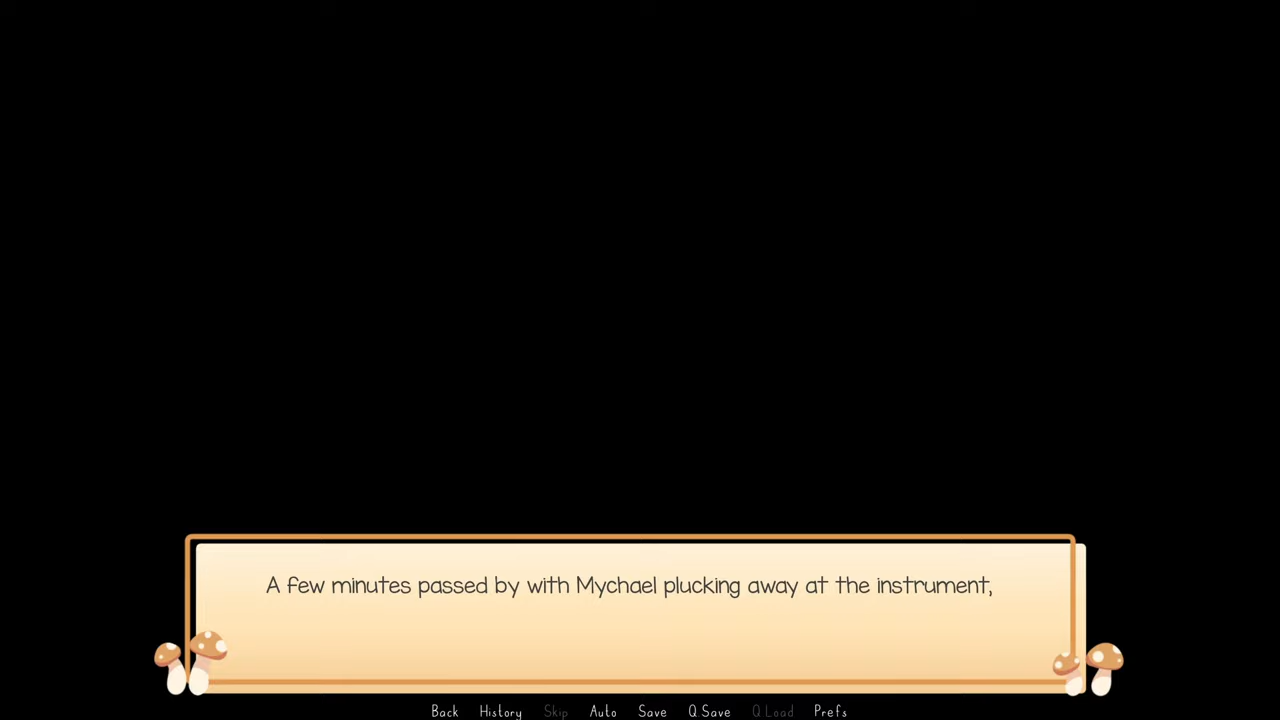 A few minutes passed by with Mychael plucking away at the instrument,
Back History Skip Auto Save Q.Save Q.Load Prefs